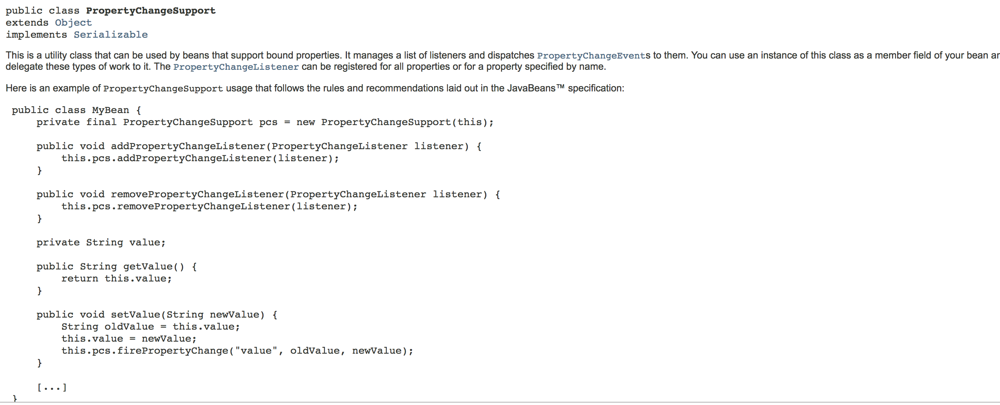 public class PropertyChangeSupport
extends Object
implements Serializable
This is a utility class that can be used by beans that support bound properties. It manages a list of listeners and dispatches PropertyChangeEvents to them. You can use an instance of this class as a member field of your bean
delegate these types of work to it. The PropertyChangeListener can be registered for all properties or for a property specified by name.
Here is an example of PropertyChangeSupport usage that follows the rules and recommendations laid out in the JavaBeans™ specification:
public class MyBean {
    private final PropertyChangeSupport pcs = new PropertyChangeSupport(this);
    public void addPropertyChangeListener(PropertyChangeListener listener) {
        this.pcs.addPropertyChangeListener(listener);
    }
    public void removePropertyChangeListener(PropertyChangeListener listener) {
        this.pcs.removePropertyChangeListener(listener);
    }
    private String value;
    public String getValue() {
        return this.value;
    }
    public void setValue(String newValue) {
        String oldValue = this.value;
        this.value = newValue;
        this.pcs.firePropertyChange("value", oldValue, newValue);
    }
    [...]
}